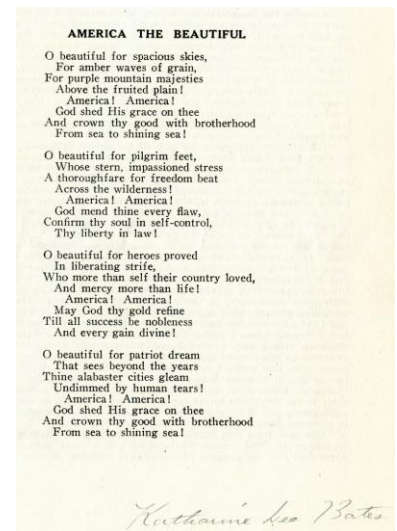 AMERICA THE BEAUTIFUL
O beautiful for spacious skies,
For amber waves of grain,
For purple mountain majesties
Above the fruited plain!
America! America!
God shed His grace on thee
And crown thy good with brotherhood
From sea to shining sea!
O beautiful for pilgrim feet,
Whose stern, impassioned stress
A thoroughfare for freedom beat
Across the wilderness!
America! America!
God mend thine every flaw,
Confirm thy soul in self-control,
Thy liberty in law!
O beautiful for heroes proved
In liberating strife,
Who more than self their country loved,
And mercy more than life!
America! America!
May God thy gold refine
Till all success be nobleness
And every gain divine!
O beautiful for patriot dream
That sees beyond the years
Thine alabaster cities gleam
Undimmed by human tears!
America! America!
God shed His grace on thee
And crown thy good with brotherhood
From sea to shining sea!
Katharine Lee Bates